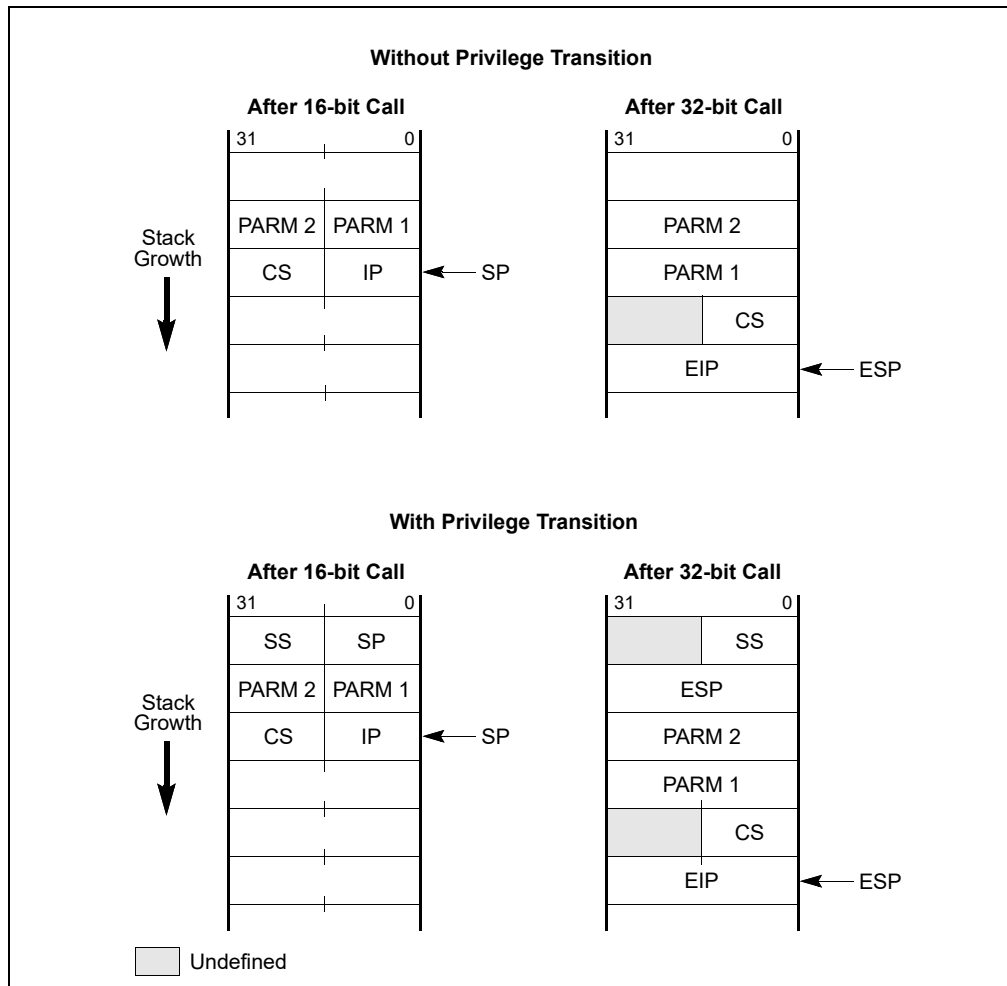 Without Privilege Transition
After 16-bit Call
After 32-bit Call
31 0
31 0
PARM 2 PARM 1
PARM 2
Stack
Growth
CS IP
SP
PARM 1
CS
EIP
ESP
With Privilege Transition
After 16-bit Call
After 32-bit Call
31 0
31 0
SS SP
SS
PARM 2 PARM 1
ESP
Stack
Growth
CS IP
SP
PARM 2
PARM 1
CS
EIP
ESP
Undefined